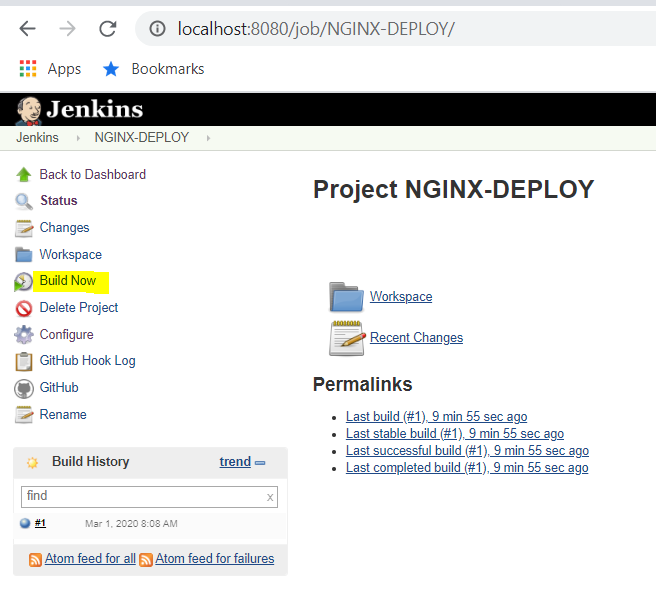 localhost:8080/job/NGINX-DEPLOY/
Apps Bookmarks
Jenkins
Jenkins NGINX-DEPLOY
Back to Dashboard
Status
Changes
Workspace
Build Now
Delete Project
Configure
GitHub Hook Log
GitHub
Rename
Build History trend
find x
#1 Mar 1, 2020 8:08 AM
Atom feed for all Atom feed for failures
Project NGINX-DEPLOY
Workspace
Recent Changes
Permalinks
Last build (#1), 9 min 55 sec ago
Last stable build (#1), 9 min 55 sec ago
Last successful build (#1), 9 min 55 sec ago
Last completed build (#1), 9 min 55 sec ago